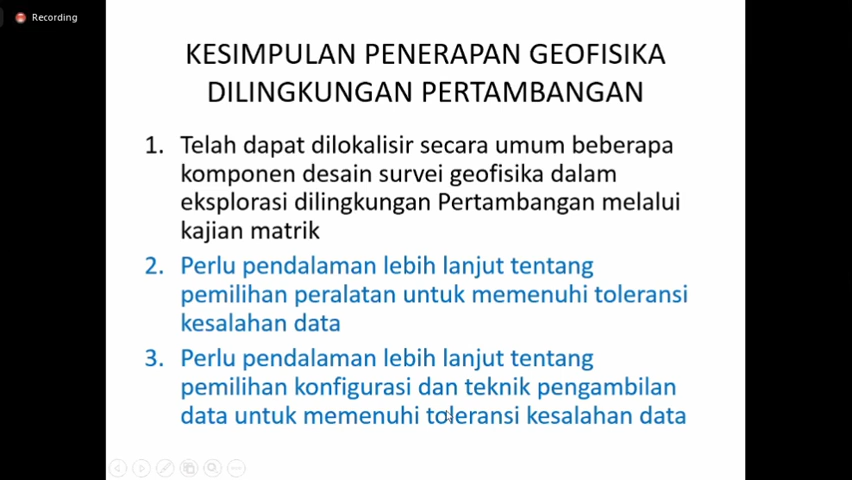 Recording
KESIMPULAN PENERAPAN GEOFISIKA
DILINGKUNGAN PERTAMBANGAN
1. Telah dapat dilokalisir secara umum beberapa
komponen desain survei geofisika dalam
eksplorasi dilingkungan Pertambangan melalui
kajian matrik
2. Perlu pendalaman lebih lanjut tentang
pemilihan peralatan untuk memenuhi toleransi
kesalahan data
3. Perlu pendalaman lebih lanjut tentang
pemilihan konfigurasi dan teknik pengambilan
data untuk memenuhi toleransi kesalahan data